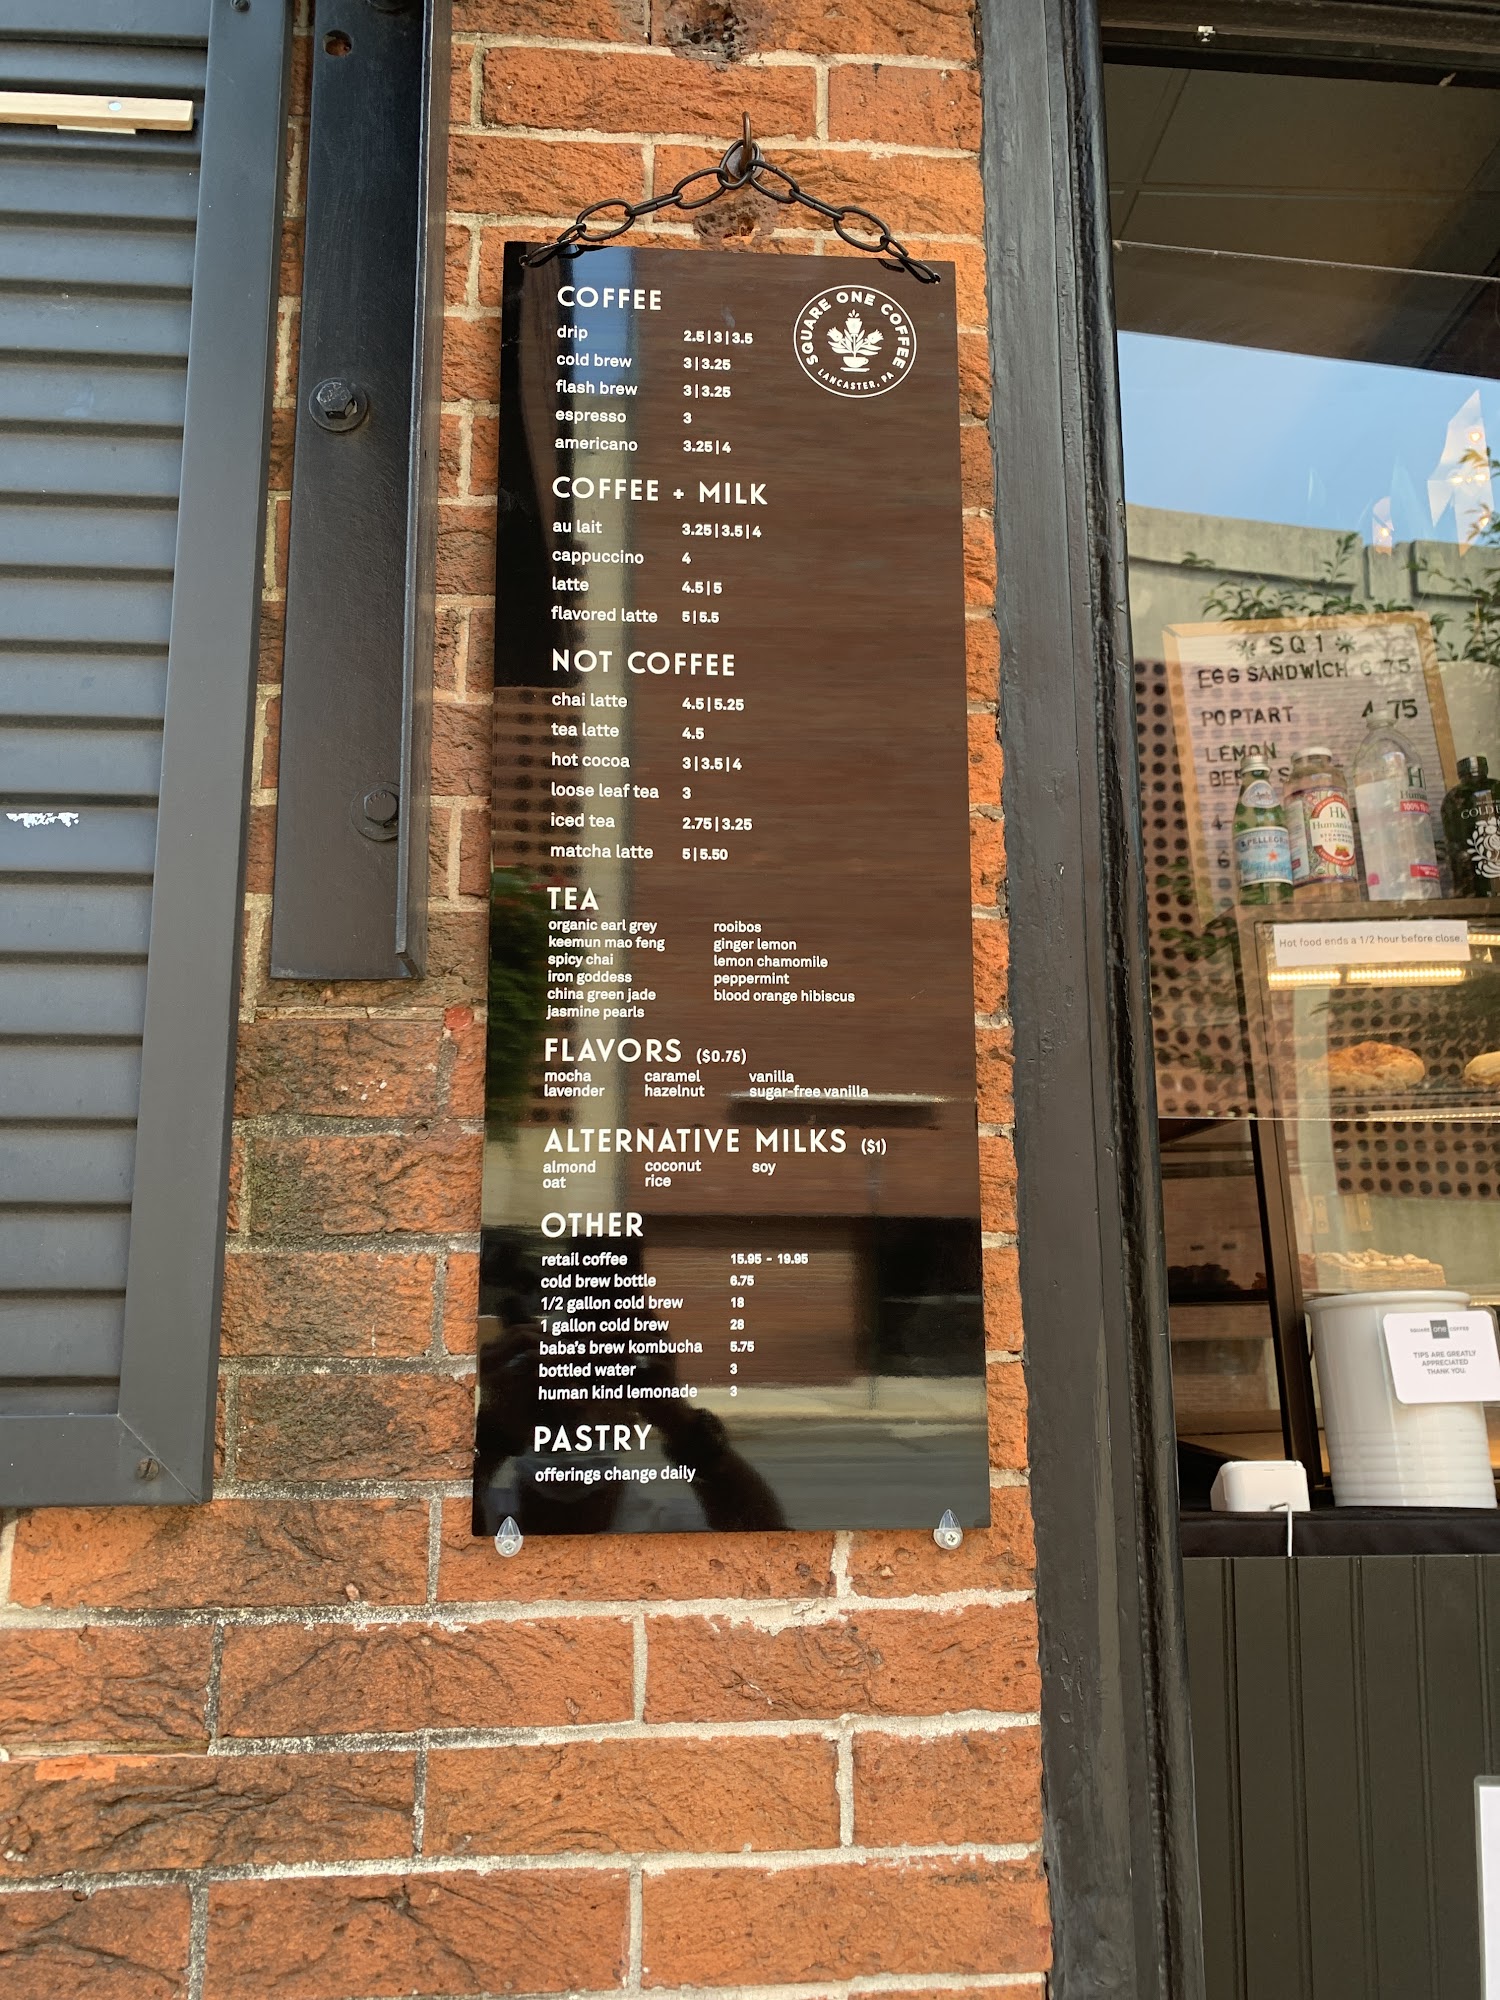 SQUARE ONE COFFEE
LANCASTER, PA
COFFEE
drip 2.5|3|3.5
cold brew 3|3.25
flash brew 3|3.25
espresso 3
americano 3.25|4
COFFEE + MILK
au lait 3.25|3.5|4
cappuccino 4
latte 4.5|5
flavored latte 5|5.5
NOT COFFEE
chai latte 4.5|5.25
tea latte 4.5
hot cocoa 3|3.5|4
loose leaf tea 3
iced tea 2.75|3.25
matcha latte 5|5.50
TEA
organic earl grey rooibos
keemun mao feng ginger lemon
spicy chai lemon chamomile
iron goddess peppermint
china green jade blood orange hibiscus
jasmine pearls
FLAVORS ($0.75)
mocha caramel vanilla
lavender hazelnut sugar-free vanilla
ALTERNATIVE MILKS ($1)
almond coconut soy
oat rice
OTHER
retail coffee 15.95 - 19.95
cold brew bottle 6.75
1/2 gallon cold brew 18
1 gallon cold brew 28
baba's brew kombucha 5.75
bottled water 3
human kind lemonade 3
PASTRY
offerings change daily
SQ1
EGG SANDWICH 6.75
POPTART 4.75
LEMON
Hk
COLD
Hot food ends a 1/2 hour before close.
SQUARE one COFFEE
TIPS ARE GREATLY
APPRECIATED
THANK YOU.